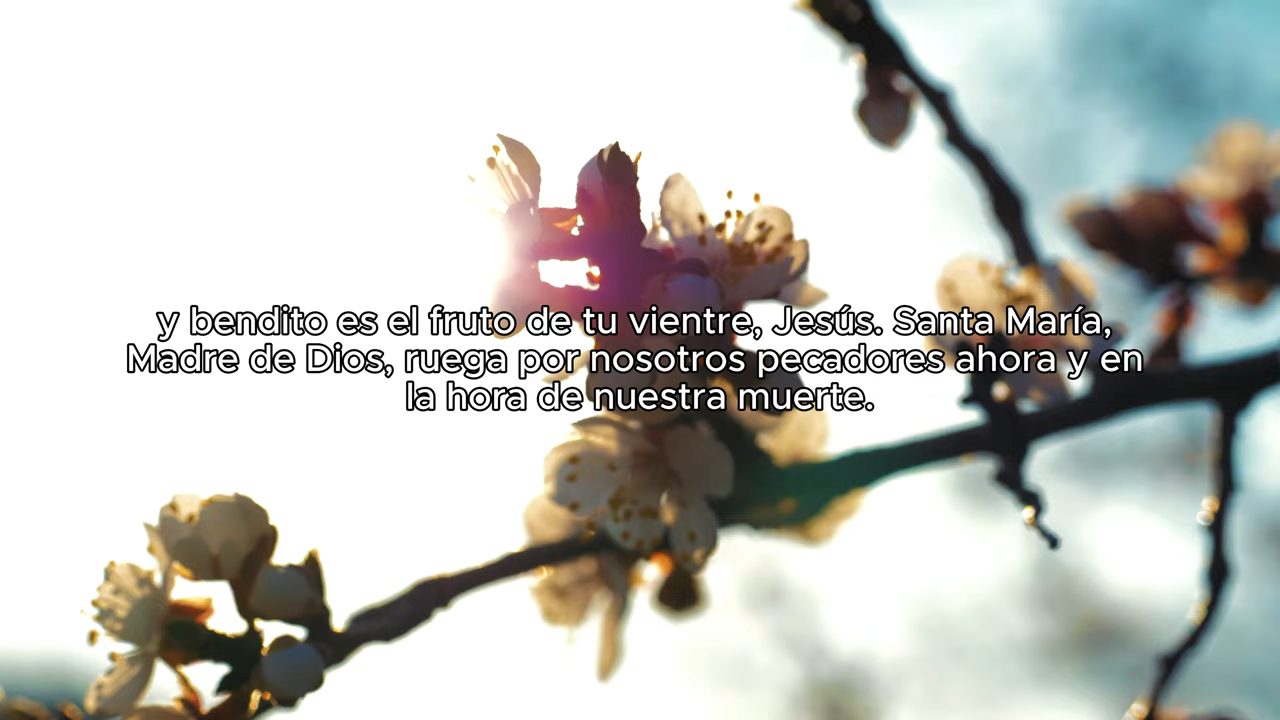 y bendito es el fruto de tu vientre, Jesús. Santa María,
Madre de Dios, ruega por nosotros pecadores ahora y en
la hora de nuestra muerte.